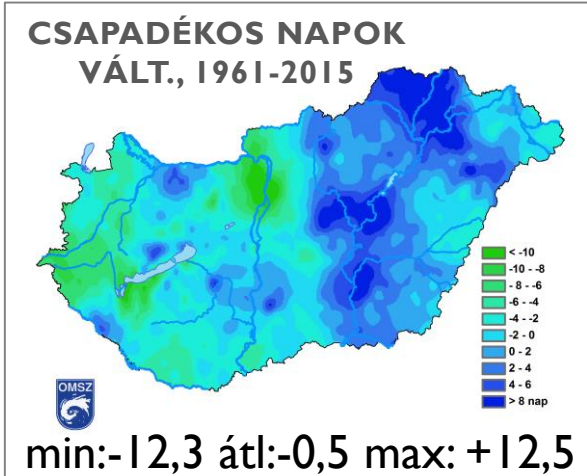 CSAPADÉKOS NAPOK
VÁLT., 1961-2015
< -10
-10 - -8
- 8 - -6
-6 - -4
-4 - -2
-2 - 0
0 - 2
2 - 4
4 - 6
> 8 nap
OMSZ
min:-12,3 átl:-0,5 max: +12,5